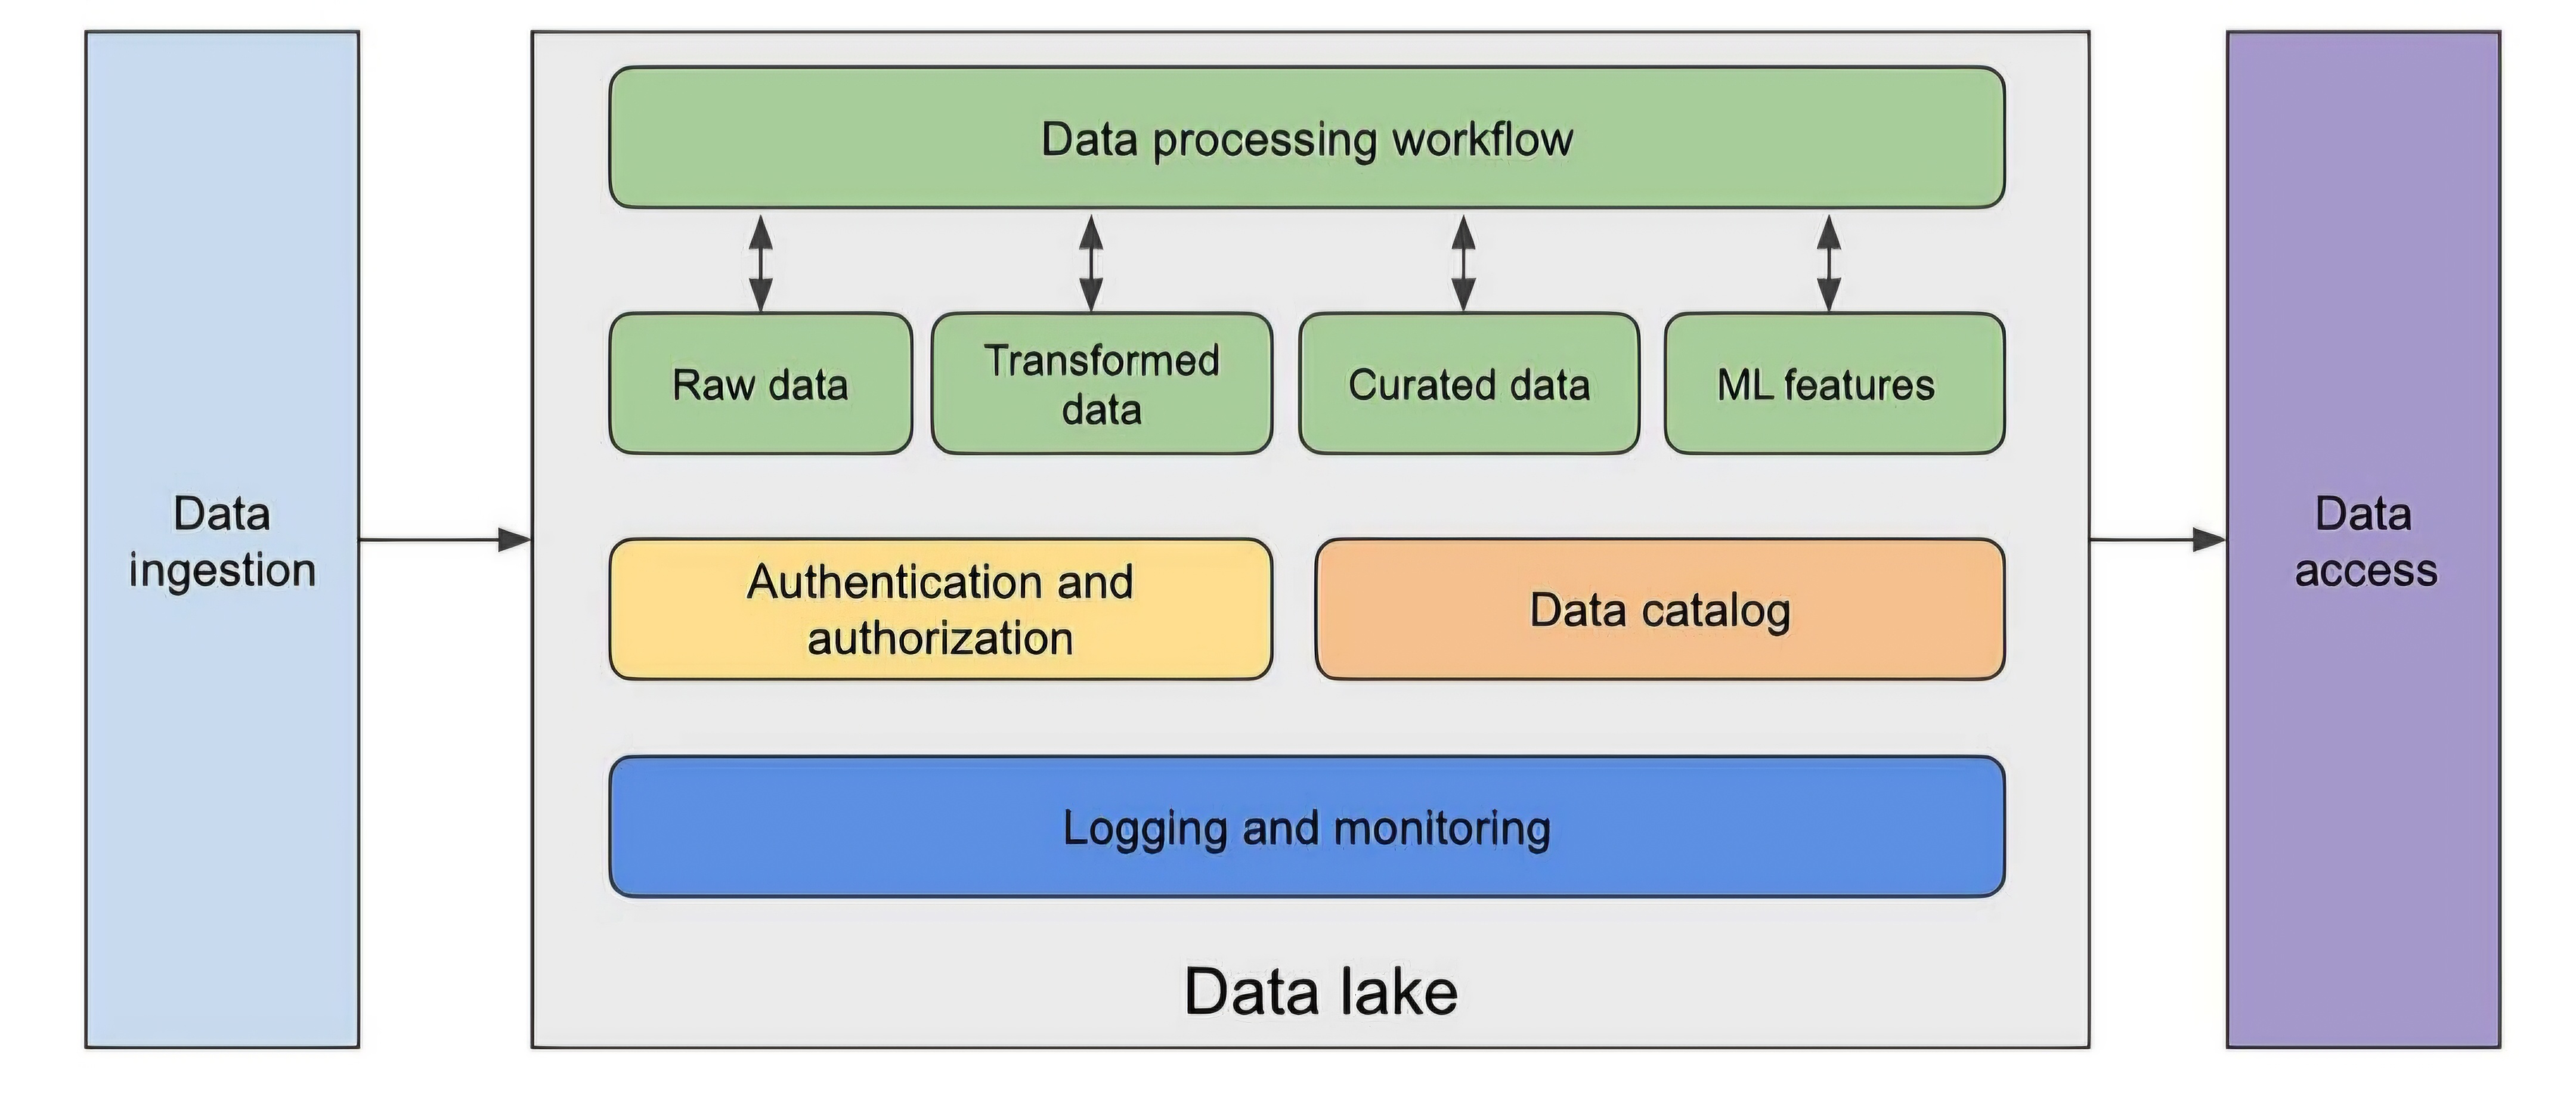 Data
ingestion
Data processing workflow
Raw data
Transformed
data
Curated data
ML features
Authentication and
authorization
Data catalog
Logging and monitoring
Data lake
Data
access